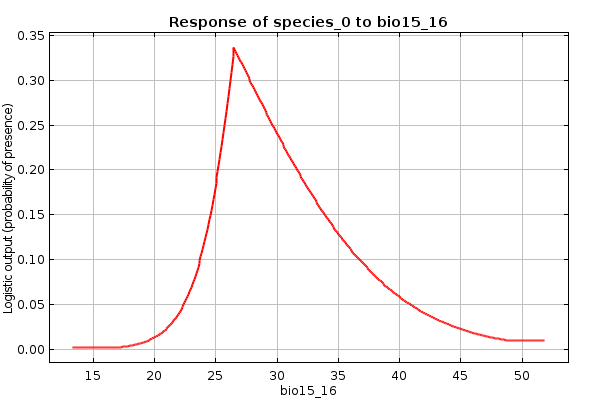 Response of species_0 to bio15_16
Logistic output (probability of presence)
0.35
0.30
0.25
0.20
0.15
0.10
0.05
0.00
15 20 25 30 35 40 45 50
bio15_16